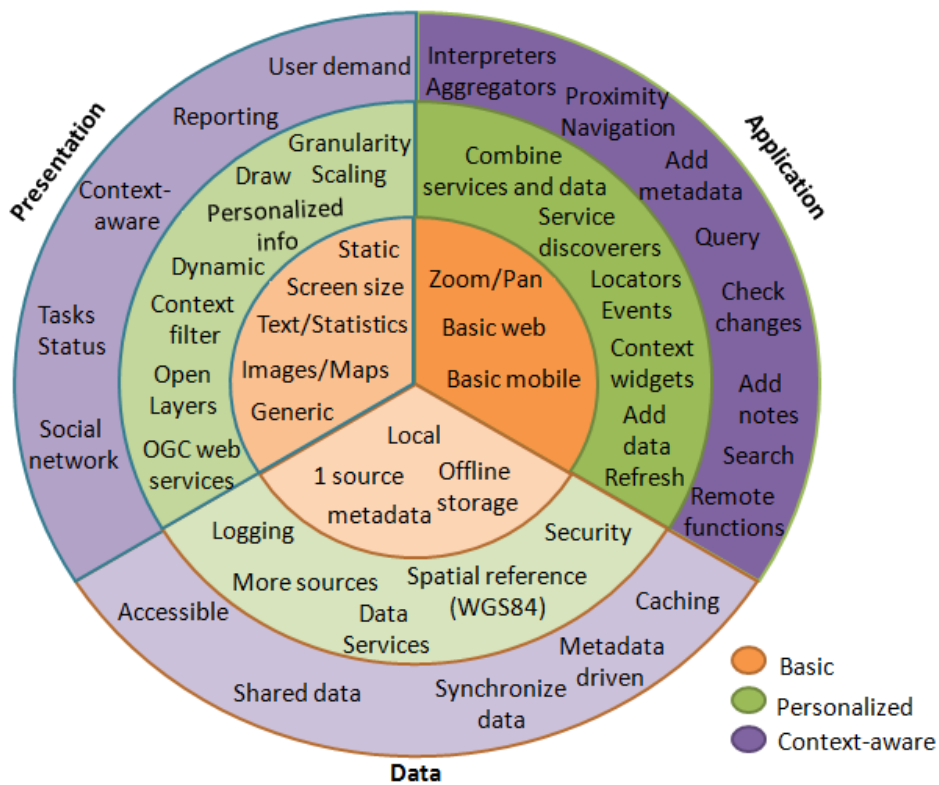 Presentation
User demand
Reporting
Context-
aware
Tasks
Status
Social
network
Granularity
Draw Scaling
Personalized
info
Dynamic
Context
filter
Open
Layers
OGC web
services
Static
Screen size
Text/Statistics
Images/Maps
Generic
Application
Interpreters
Aggregators
Proximity
Navigation
Add
metadata
Query
Check
changes
Add
notes
Search
Remote
functions
Combine
services and data
Service
discoverers
Locators
Events
Context
widgets
Add
data
Refresh
Zoom/Pan
Basic web
Basic mobile
Local
1 source
Offline
storage
metadata
Logging
Security
More sources
Spatial reference
(WGS84)
Data
Services
Accessible
Caching
Metadata
driven
Shared data
Synchronize
data
Data
Basic
Personalized
Context-aware